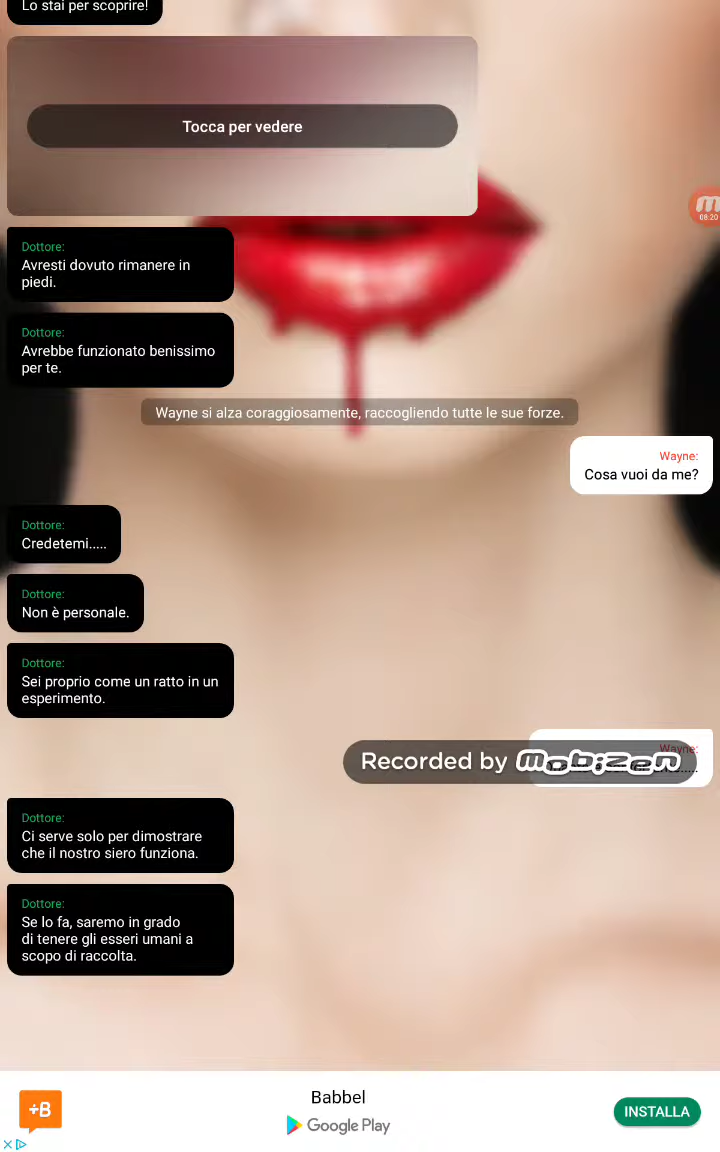 Lo stai per scoprire!
Tocca per vedere
08:20
Dottore:
Avresti dovuto rimanere in
piedi.
Dottore:
Avrebbe funzionato benissimo
per te.
Wayne si alza coraggiosamente, raccogliendo tutte le sue forze.
Wayne:
Cosa vuoi da me?
Dottore:
Credetemi.....
Dottore:
Non è personale.
Dottore:
Sei proprio come un ratto in un
esperimento.
Wayne:
Recorded by mobizen
Dottore:
Ci serve solo per dimostrare
che il nostro siero funziona.
Dottore:
Se lo fa, saremo in grado
di tenere gli esseri umani a
scopo di raccolta.
+B
Babbel
Google Play
INSTALLA